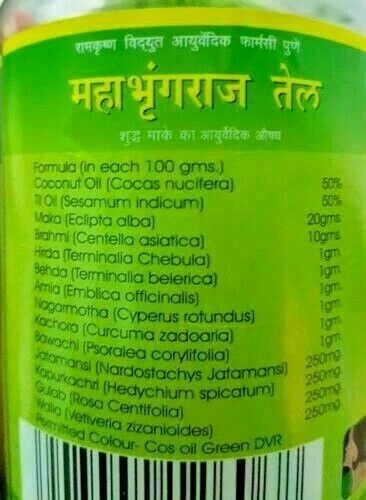 रामकृष्ण विद्युत आयुर्वेदिक फार्मसी पुणे
महाभृंगराज तेल
शुद्ध माके का आयुर्वेदिक औषध
Formula (in each 100 gms.)
Coconut Oil (Cocas nucifera) 50%
Til Oil (Sesamum indicum) 50%
Maka (Eclipta alba) 20gms
Brahmi (Centella asiatica) 10gms
Hirda (Terminalia Chebula) 1gm
Behda (Terminalia belerica) 1gm.
Amla (Emblica officinalis) 1gm.
Nagarmotha (Cyperus rotundus) 1gm.
Kachora (Curcuma zadoaria) 1gm.
Bawachi (Psoralea corylifolia) 1gm.
Jatamansi (Nardostachys Jatamansi) 250mg.
Kapurkachri (Hedychium spicatum) 250mg.
Gulab (Rosa Centifolia) 250mg.
(Vetiveria zizanioides)
Permitted Colour- Cos oil Green DVR